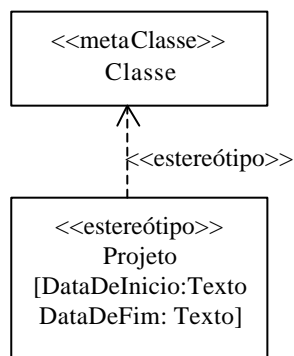 <<metaClasse>>
Classe
<<estereótipo>>
<<estereótipo>>
Projeto
[DataDeInicio:Texto
DataDeFim: Texto]